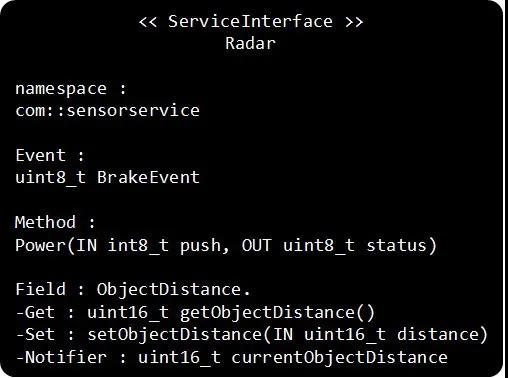 << ServiceInterface >>
Radar
namespace :
com::sensorservice
Event :
uint8_t BrakeEvent
Method :
Power(IN int8_t push, OUT uint8_t status)
Field : ObjectDistance.
-Get : uint16_t getObjectDistance()
-Set : setObjectDistance(IN uint16_t distance)
-Notifier : uint16_t currentObjectDistance